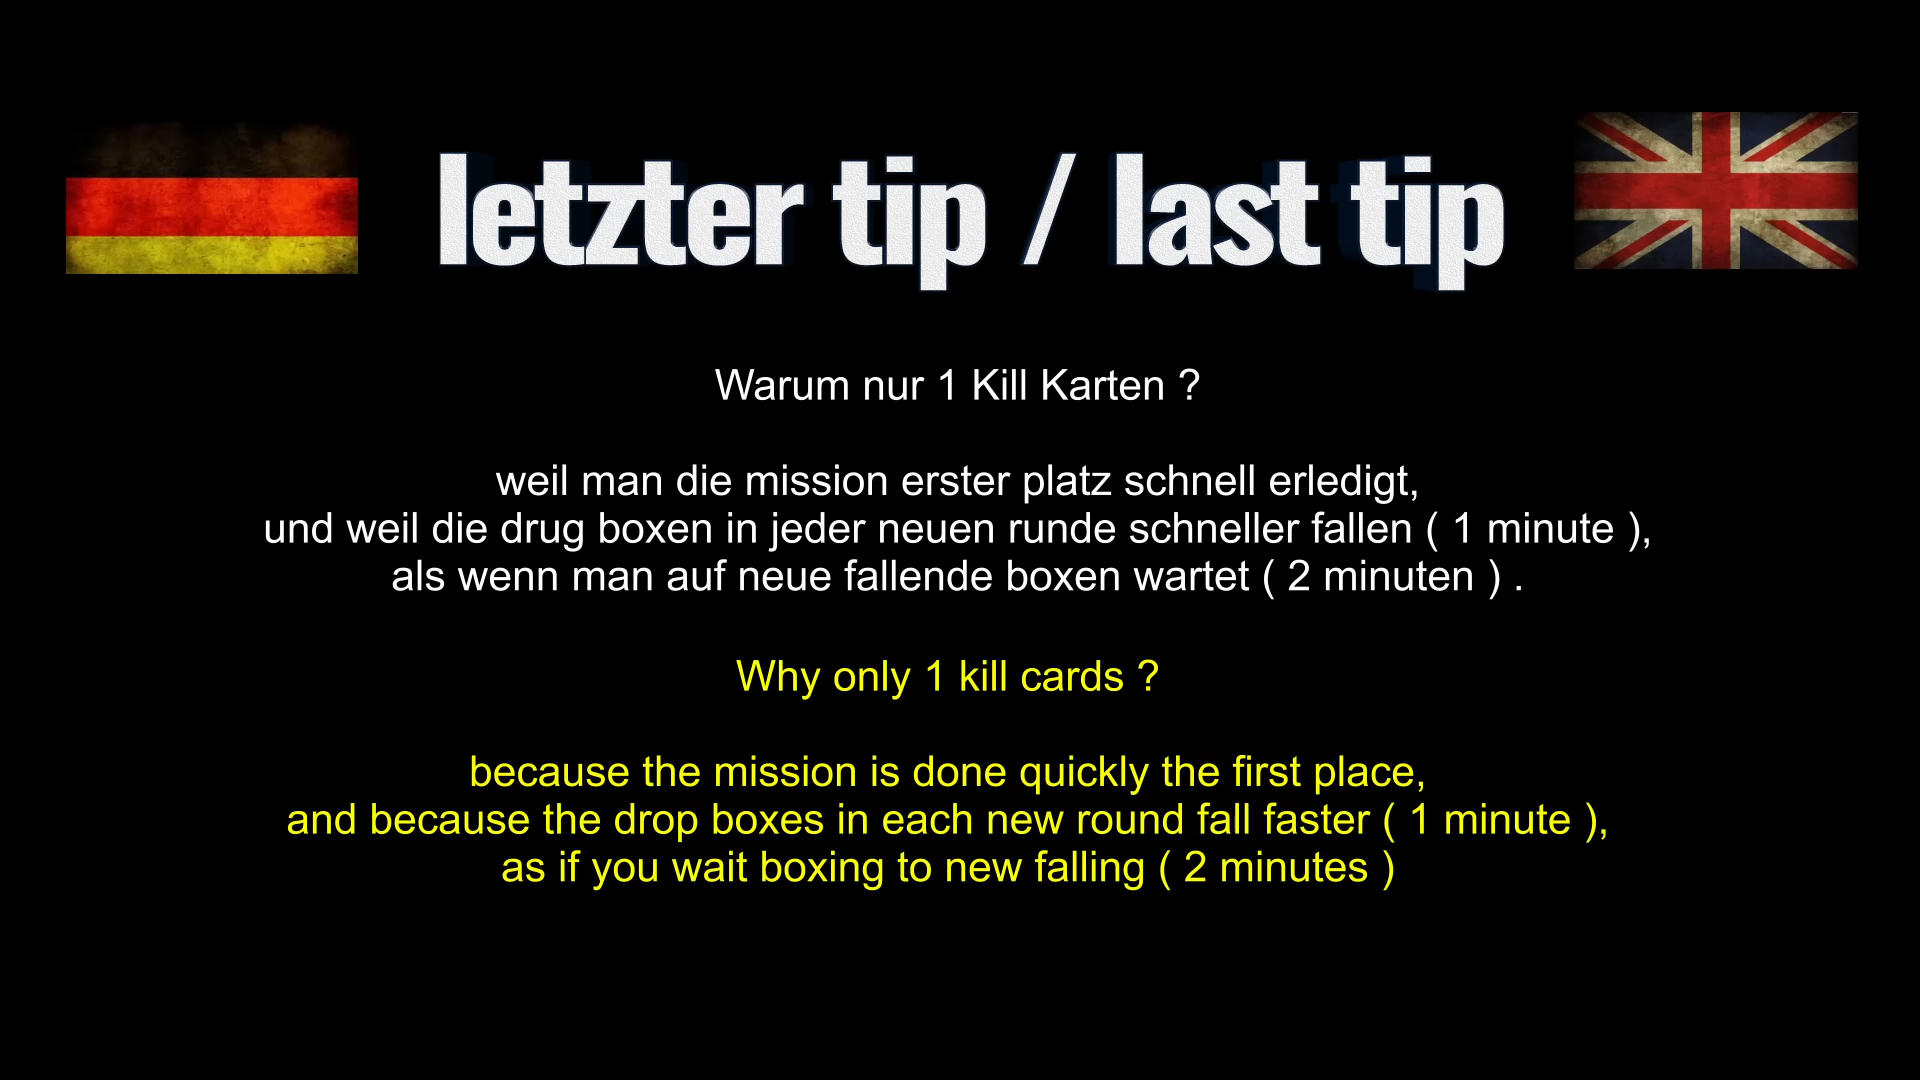 letzter tip / last tip
Warum nur 1 Kill Karten ?
weil man die mission erster platz schnell erledigt,
und weil die drug boxen in jeder neuen runde schneller fallen ( 1 minute ),
als wenn man auf neue fallende boxen wartet ( 2 minuten ) .
Why only 1 kill cards ?
because the mission is done quickly the first place,
and because the drop boxes in each new round fall faster ( 1 minute ),
as if you wait boxing to new falling ( 2 minutes )